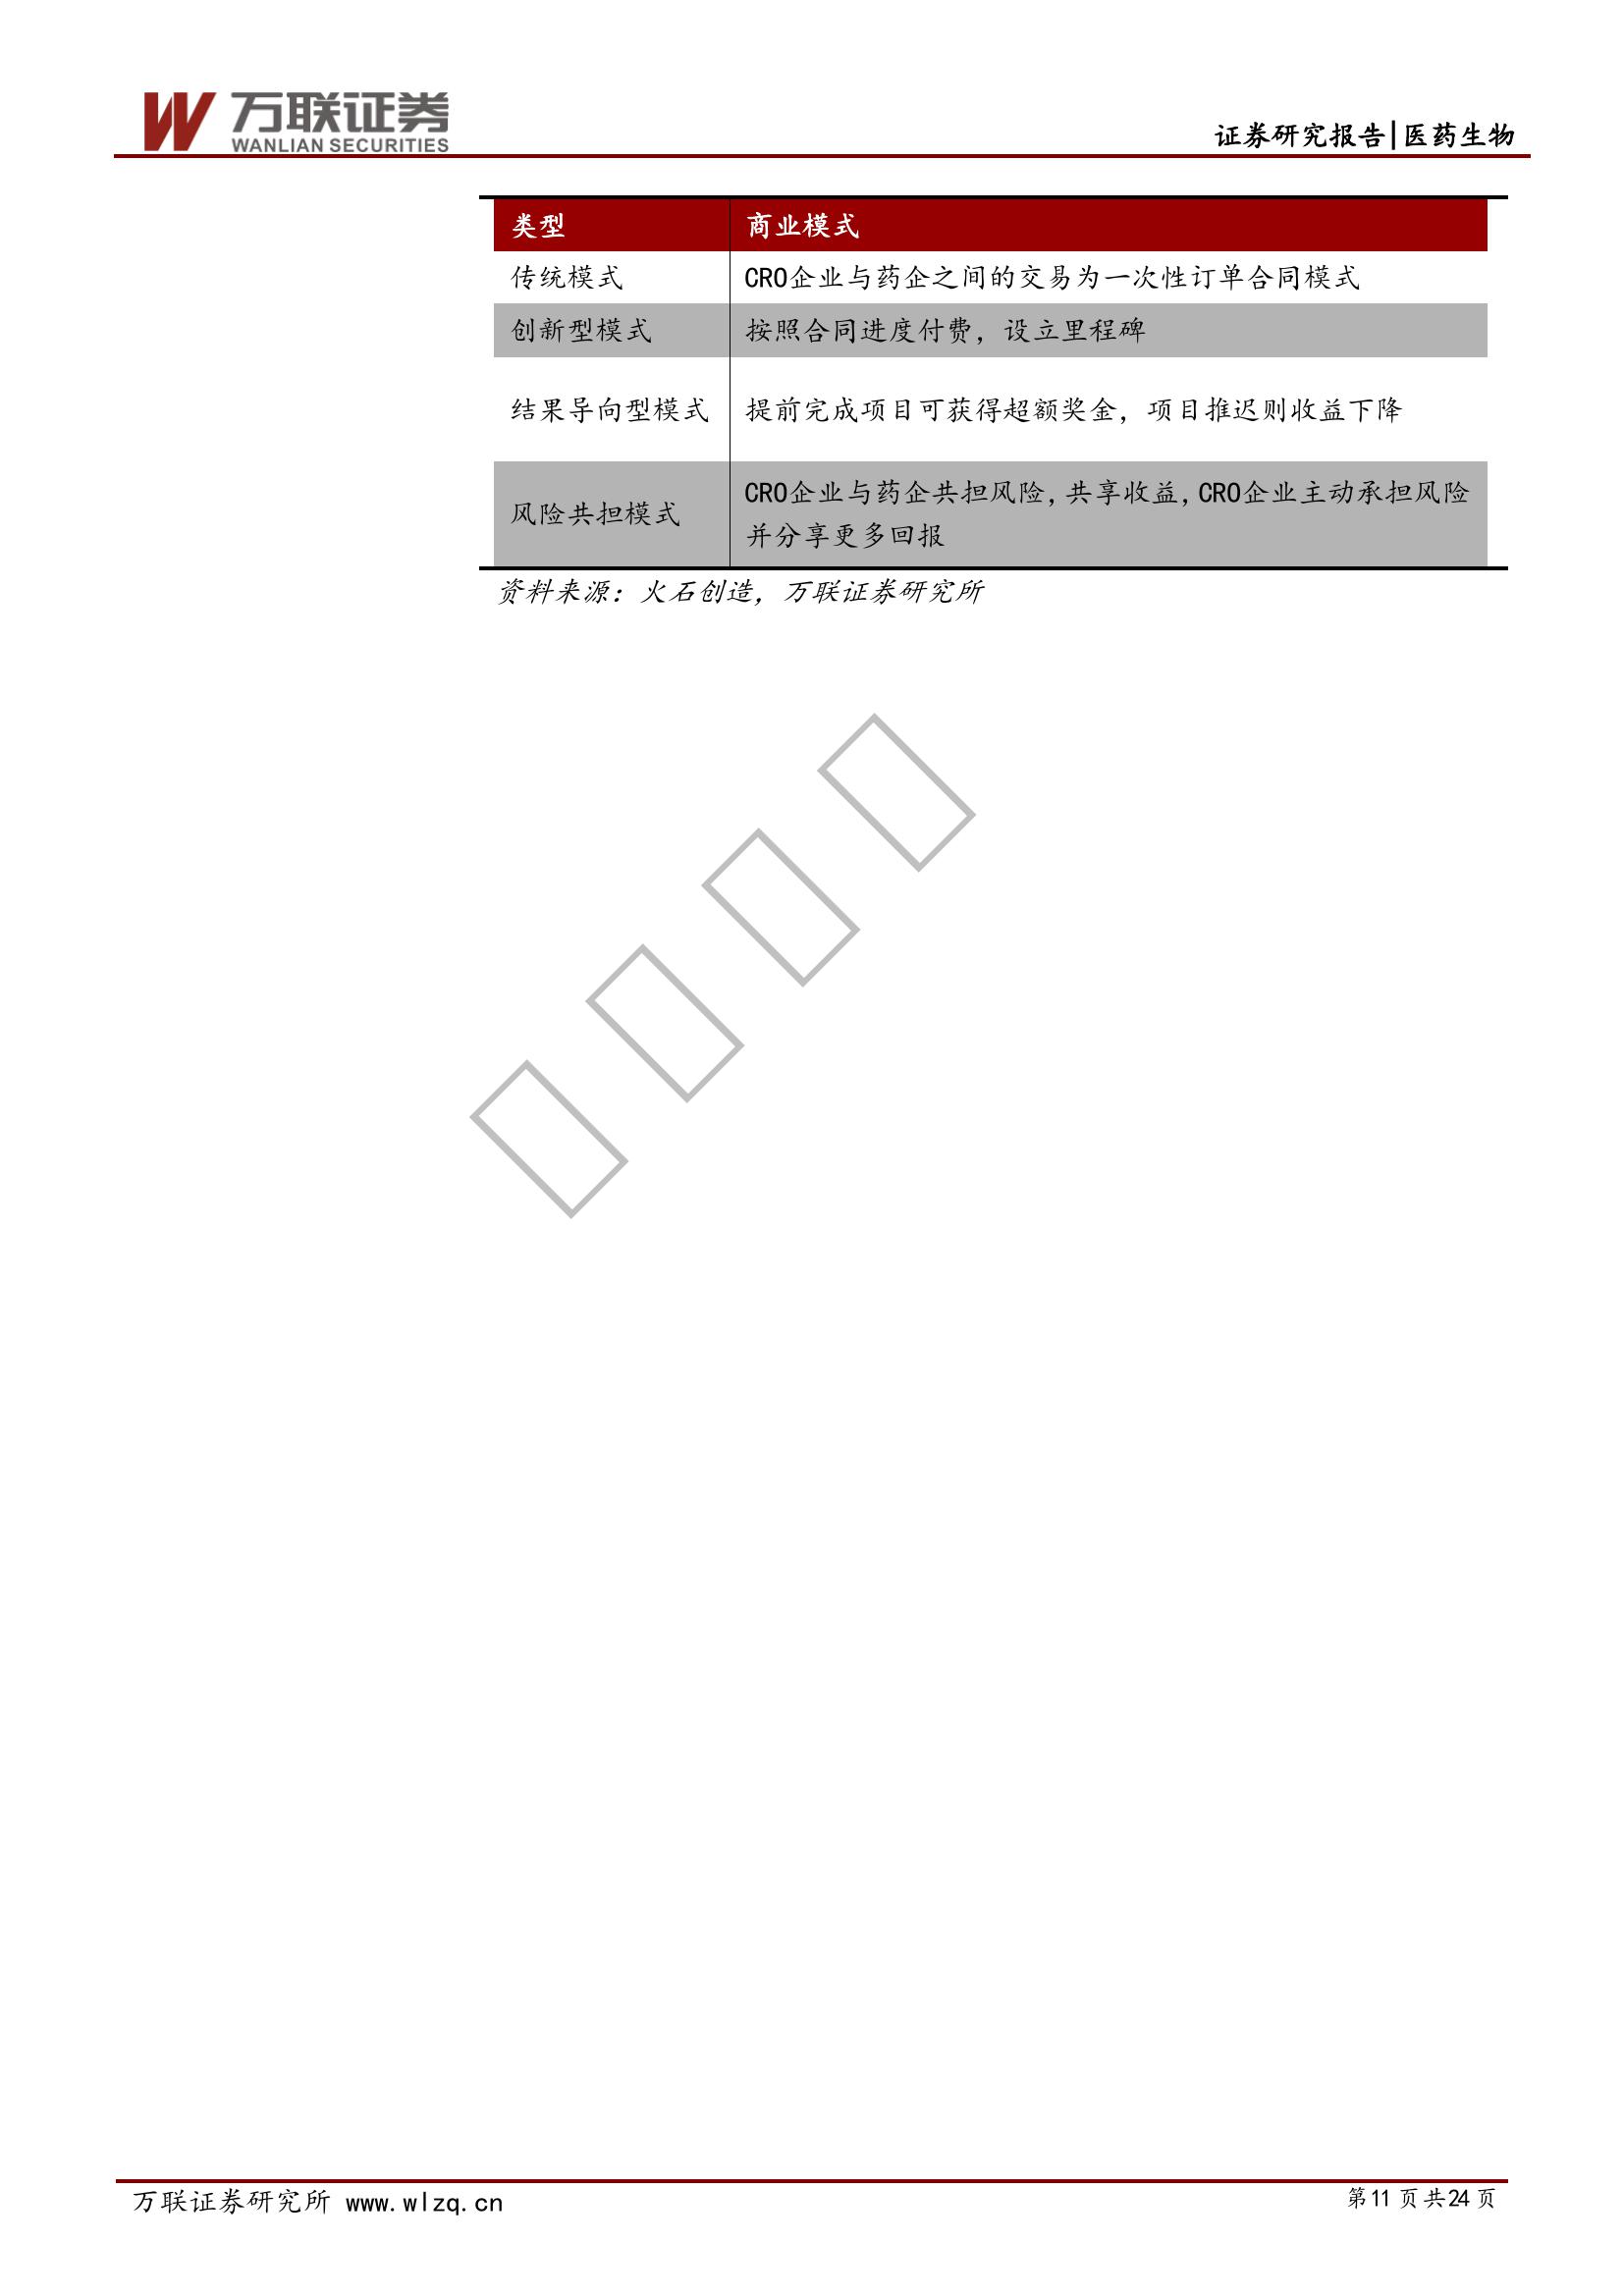 万联证券
WANLIAN SECURITIES
证券研究报告|医药生物
类型 商业模式
传统模式 CRO企业与药企之间的交易为一次性订单合同模式
创新型模式 按照合同进度付费，设立里程碑
结果导向型模式 提前完成项目可获得超额奖金，项目推迟则收益下降
风险共担模式 CRO企业与药企共担风险，共享收益，CRO企业主动承担风险
并分享更多回报
资料来源：火石创造，万联证券研究所
万联证券研究所 www.wlzq.cn
第11 页 共24 页